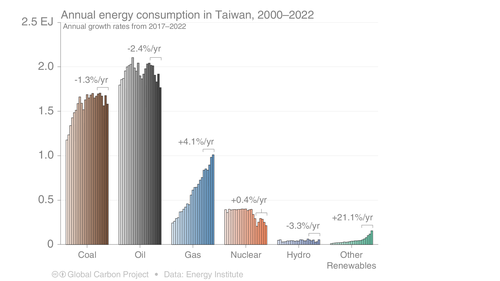 Annual energy consumption in Taiwan, 2000–2022
Annual growth rates from 2017–2022
2.5 EJ
2.0
1.5
1.0
0.5
0
-1.3%/yr
-2.4%/yr
+4.1%/yr
+0.4%/yr
-3.3%/yr
+21.1%/yr
Coal
Oil
Gas
Nuclear
Hydro
Other
Renewables
Global Carbon Project • Data: Energy Institute